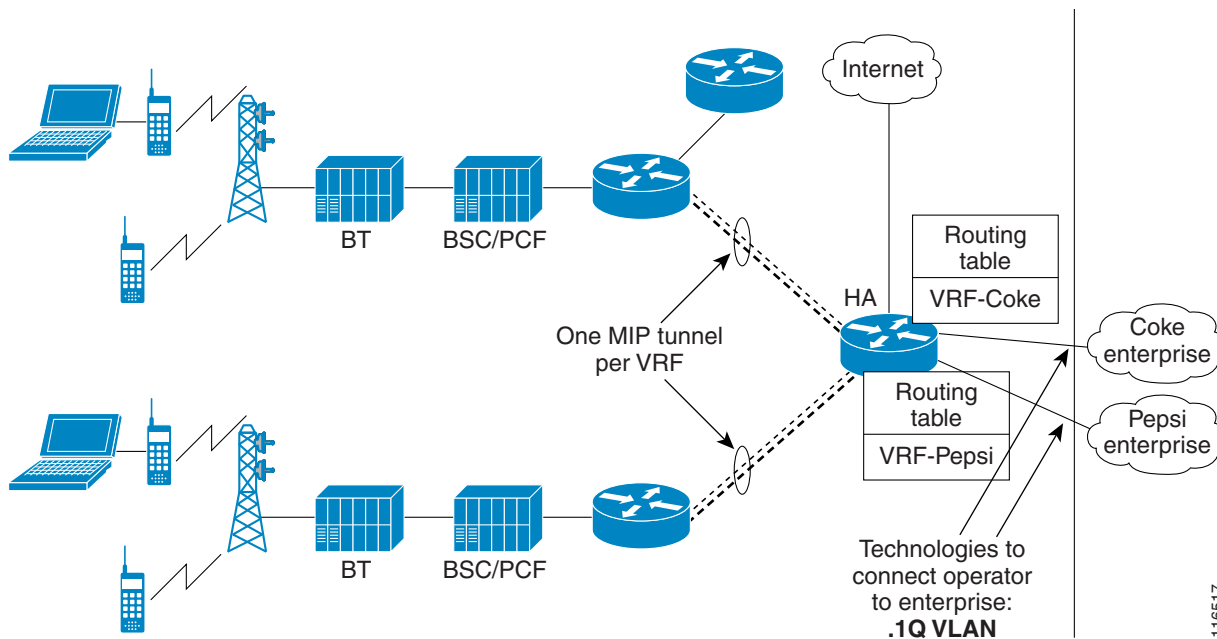 Internet
BT
BSC/PCF
Routing
table
VRF-Coke
HA
One MIP tunnel
per VRF
Coke
enterprise
Routing
table
VRF-Pepsi
Pepsi
enterprise
BT
BSC/PCF
Technologies to
connect operator
to enterprise:
.1Q VLAN
116517